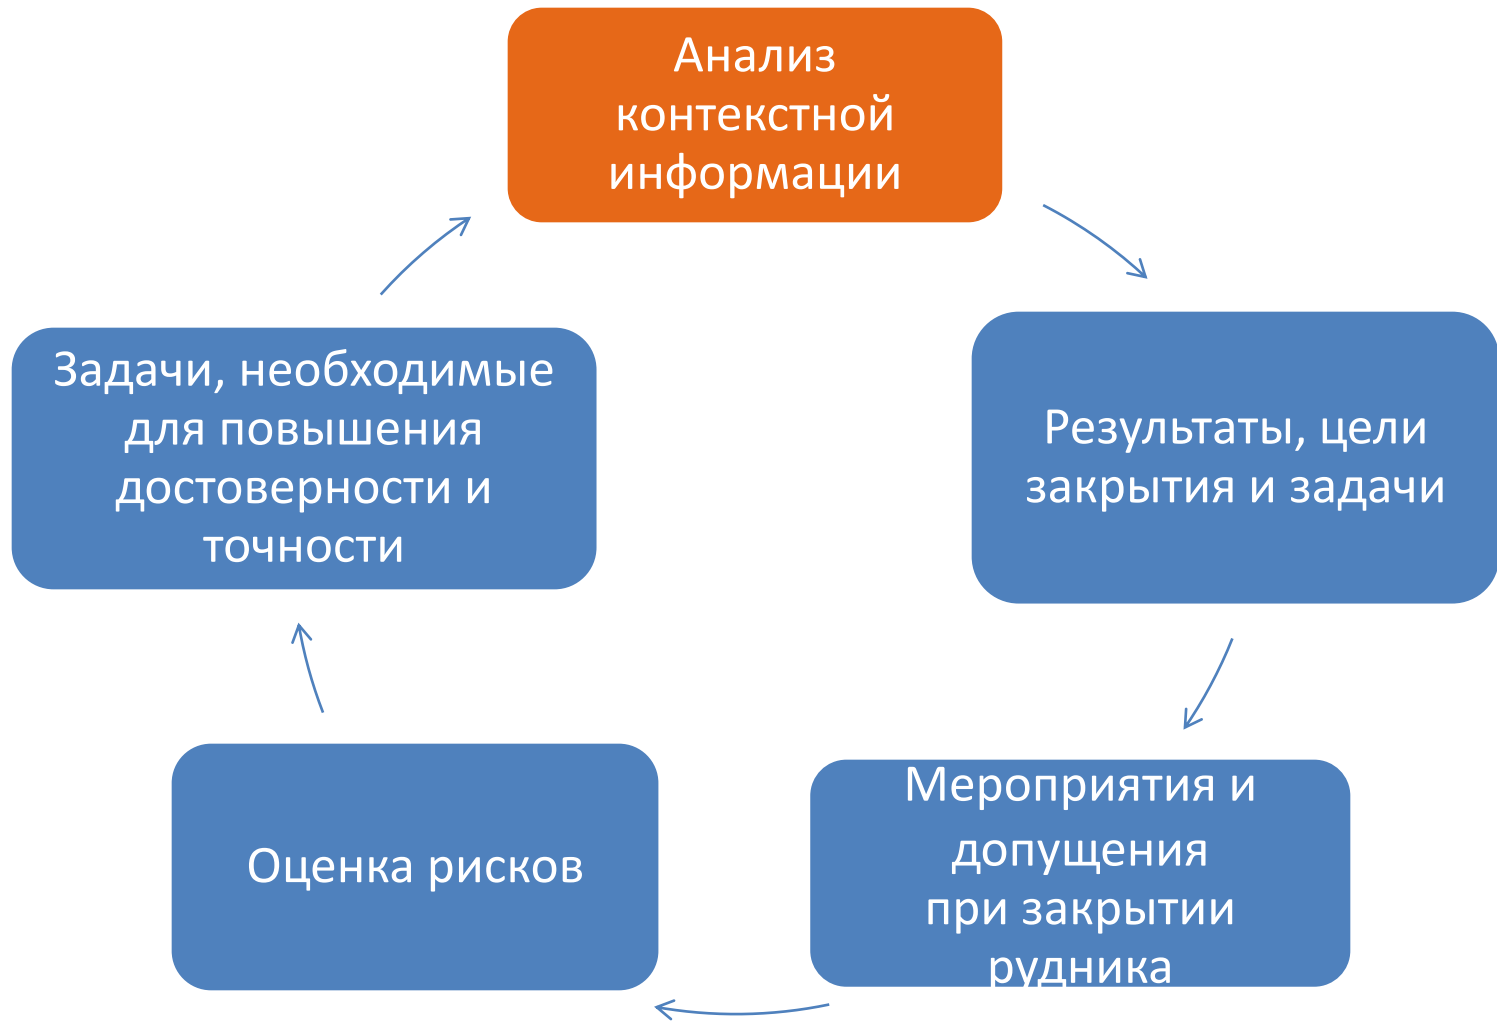 Анализ
контекстной
информации
Результаты, цели
закрытия и задачи
Мероприятия и
допущения
при закрытии
рудника
Оценка рисков
Задачи, необходимые
для повышения
достоверности и
точности